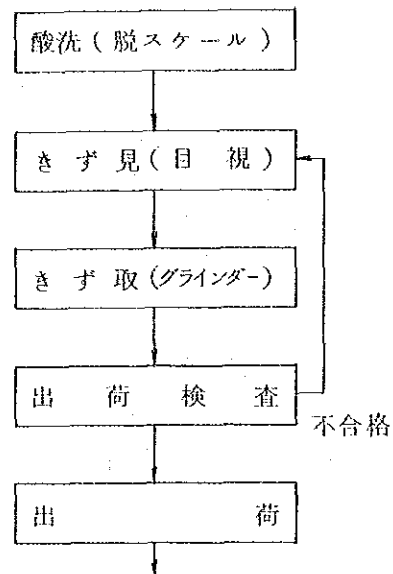 酸洗(脱スケール)
きず見(目視)
きず取(グラインダー)
出荷検査
不合格
出荷